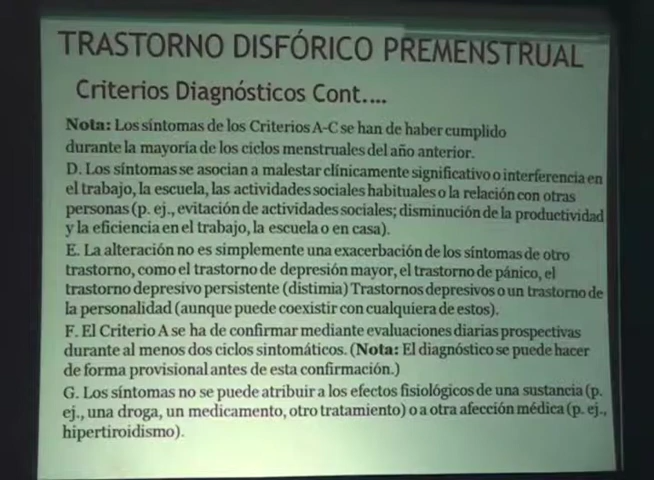 TRASTORNO DISFÓRICO PREMENSTRUAL
Criterios Diagnósticos Cont....
Nota: Los síntomas de los Criterios A-C se han de haber cumplido
durante la mayoría de los ciclos menstruales del año anterior.
D. Los síntomas se asocian a malestar clínicamente significativo o interferencia en
el trabajo, la escuela, las actividades sociales habituales o la relación con otras
personas (p. ej., evitación de actividades sociales; disminución de la productividad
y la eficiencia en el trabajo, la escuela o en casa).
E. La alteración no es simplemente una exacerbación de los síntomas de otro
trastorno, como el trastorno de depresión mayor, el trastorno de pánico, el
trastorno depresivo persistente (distimia) Trastornos depresivos o un trastorno de
la personalidad (aunque puede coexistir con cualquiera de estos).
F. El Criterio A se ha de confirmar mediante evaluaciones diarias prospectivas
durante al menos dos ciclos sintomáticos. (Nota: El diagnóstico se puede hacer
de forma provisional antes de esta confirmación.)
G. Los síntomas no se puede atribuir a los efectos fisiológicos de una sustancia (p.
ej., una droga, un medicamento, otro tratamiento) o a otra afección médica (p. ej.,
hipertiroidismo).